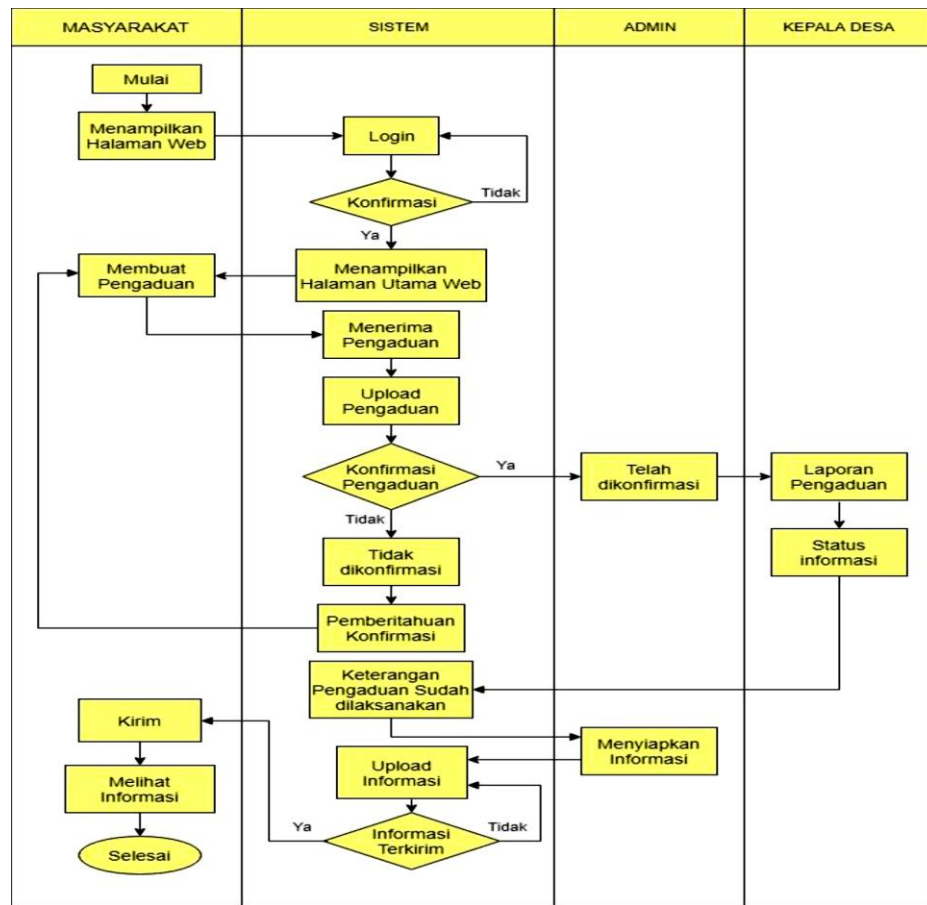 MASYARAKAT
SISTEM
ADMIN
KEPALA DESA
Mulai
Menampilkan
Halaman Web
Login
Tidak
Konfirmasi
Ya
Membuat
Pengaduan
Menampilkan
Halaman Utama Web
Menerima
Pengaduan
Upload
Pengaduan
Konfirmasi
Pengaduan
Ya
Telah
dikonfirmasi
Laporan
Pengaduan
Tidak
Status
informasi
Tidak
dikonfirmasi
Pemberitahuan
Konfirmasi
Keterangan
Pengaduan Sudah
dilaksanakan
Kirim
Menyiapkan
Informasi
Upload
Informasi
Melihat
Informasi
Ya
Informasi
Terkirim
Tidak
Selesai